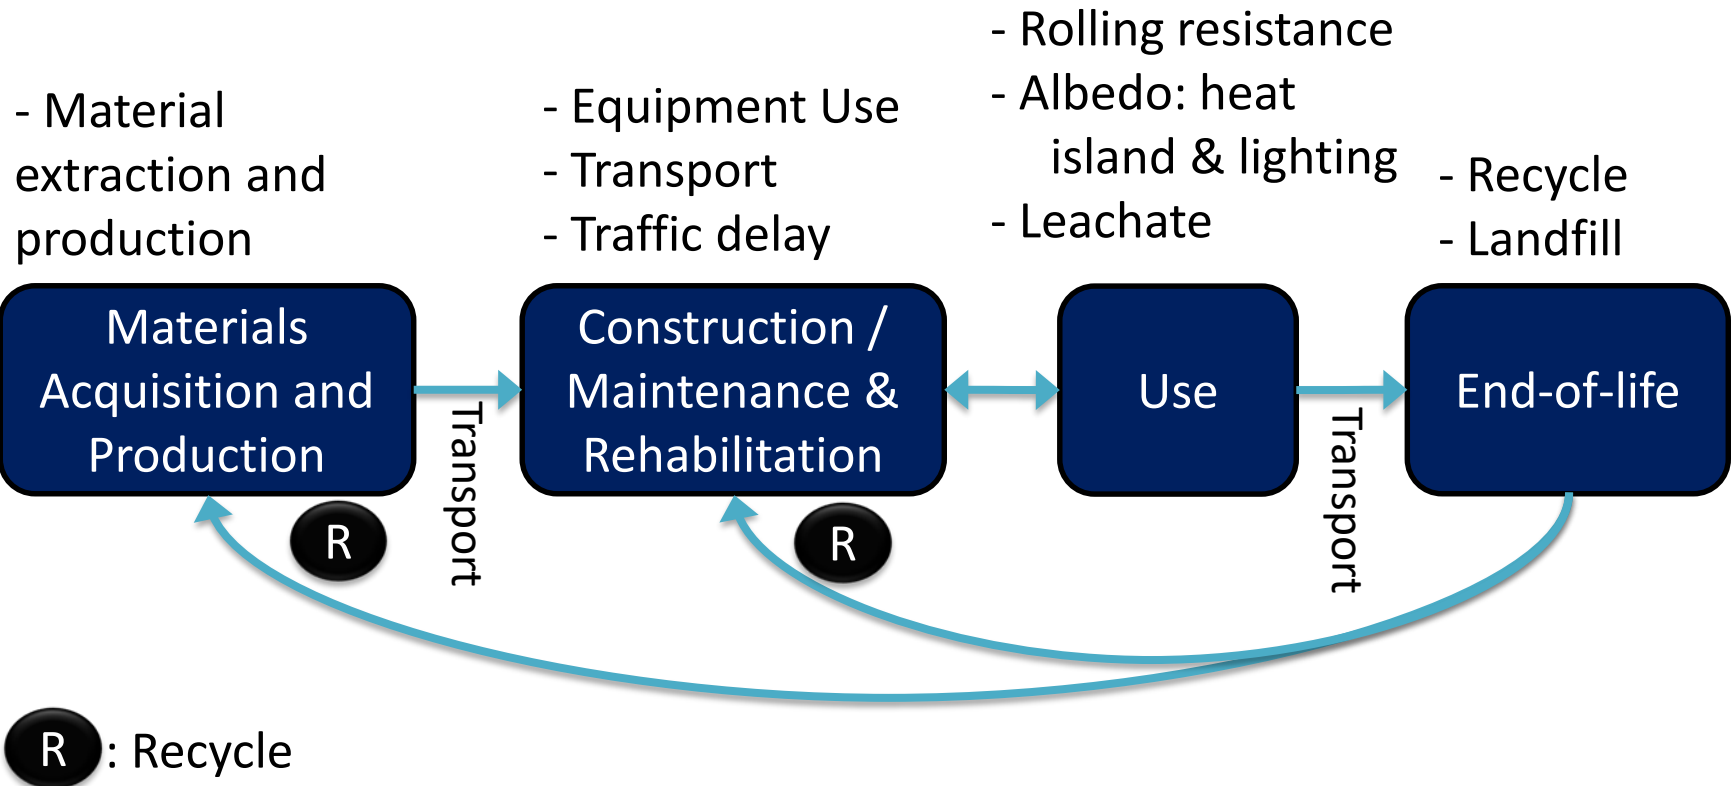 - Material
extraction and
production
- Equipment Use
- Transport
- Traffic delay
- Rolling resistance
- Albedo: heat
island & lighting
- Leachate
- Recycle
- Landfill
Materials
Acquisition and
Production
Transport
Construction /
Maintenance &
Rehabilitation
Use
Transport
End-of-life
R
R
R : Recycle